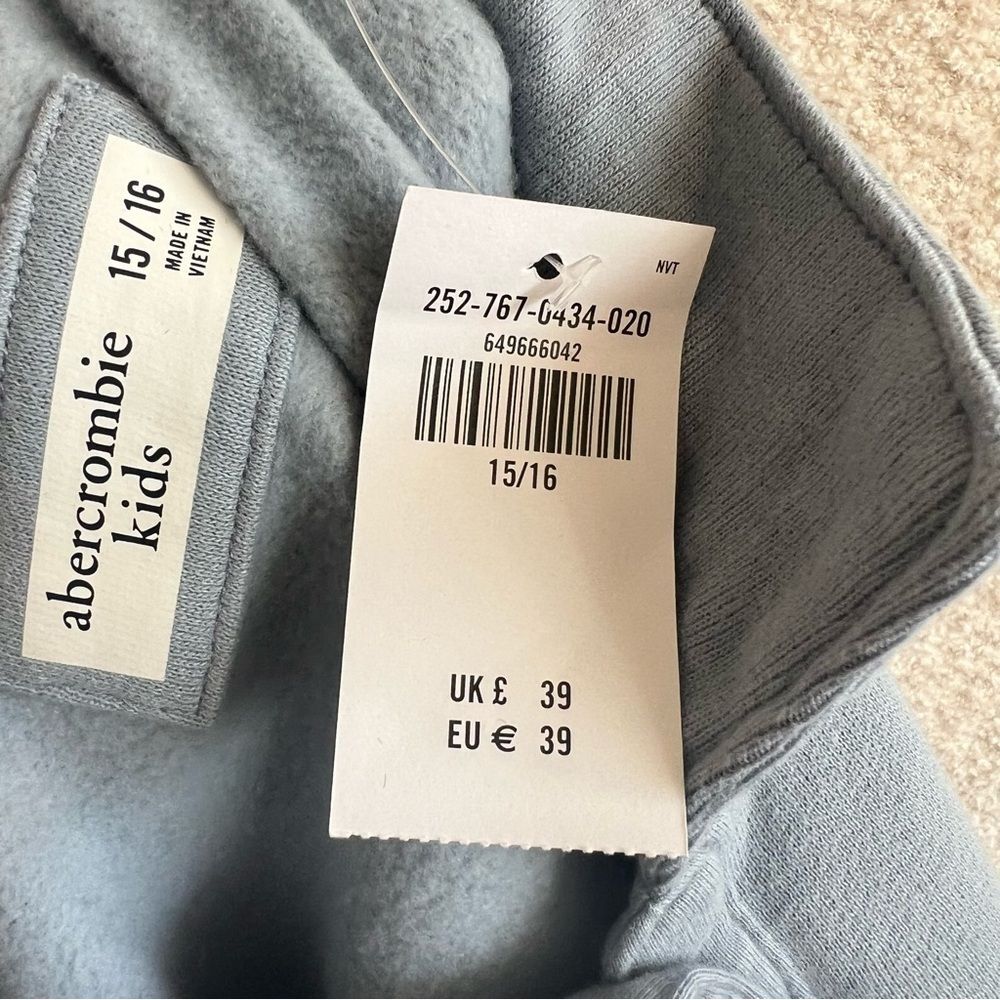 abercrombie
kids
15/16
MADE IN
VIETNAM
NVT
252-767-0434-020
649666042
15/16
UK £ 39
EU € 39